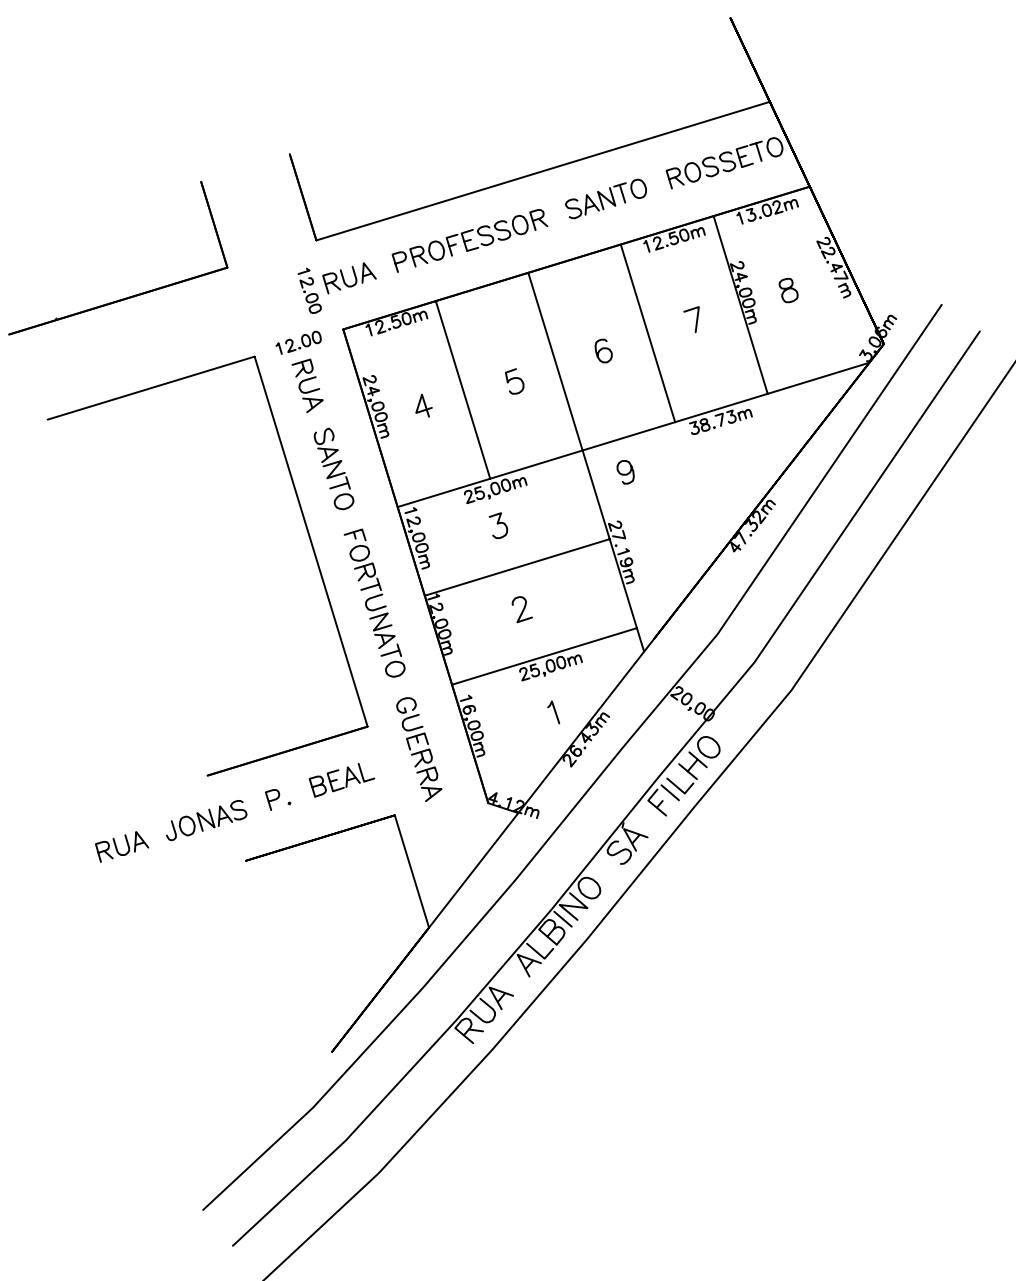 RUA PROFESSOR SANTO ROSSETO
13.02m
12.50m
22.47m
24,00m
8
12.00
12.00
12.50m
7
3.06m
6
5
4
24,00m
38.73m
RUA SANTO FORTUNATO GUERRA
25,00m
9
3
12,00m
47.32m
27.19m
2
12,00m
25,00m
1
16,00m
26.43m
20,00
4.12m
RUA JONAS P. BEAL
RUA ALBINO SÁ FILHO